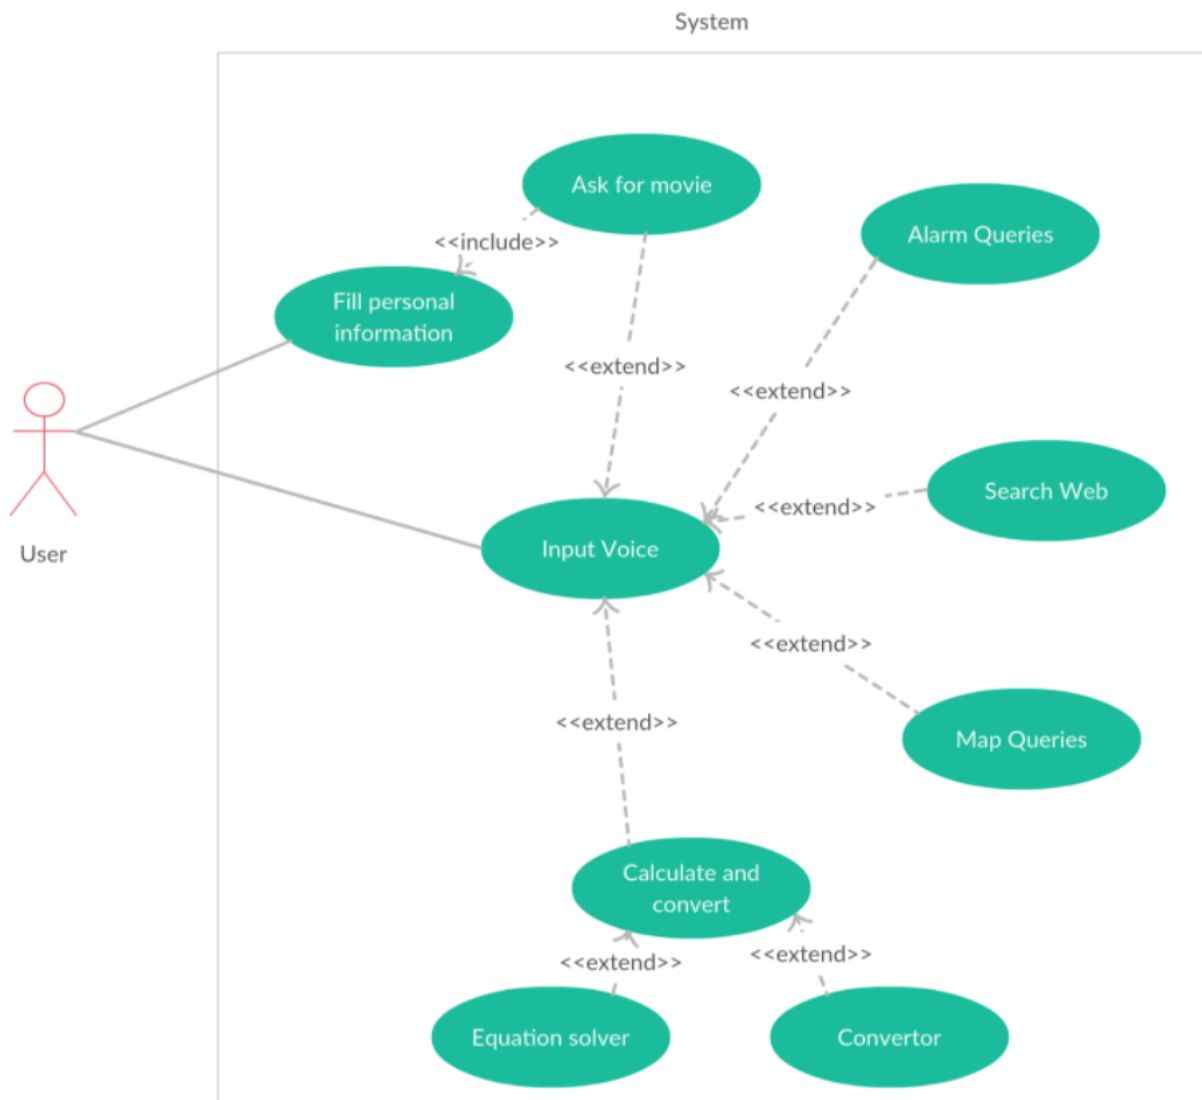 System
Ask for movie
Alarm Queries
<<include>>
Fill personal
information
<<extend>>
<<extend>>
Search Web
<<extend>>
User
Input Voice
<<extend>>
<<extend>>
Map Queries
Calculate and
convert
<<extend>>
<<extend>>
Equation solver
Convertor